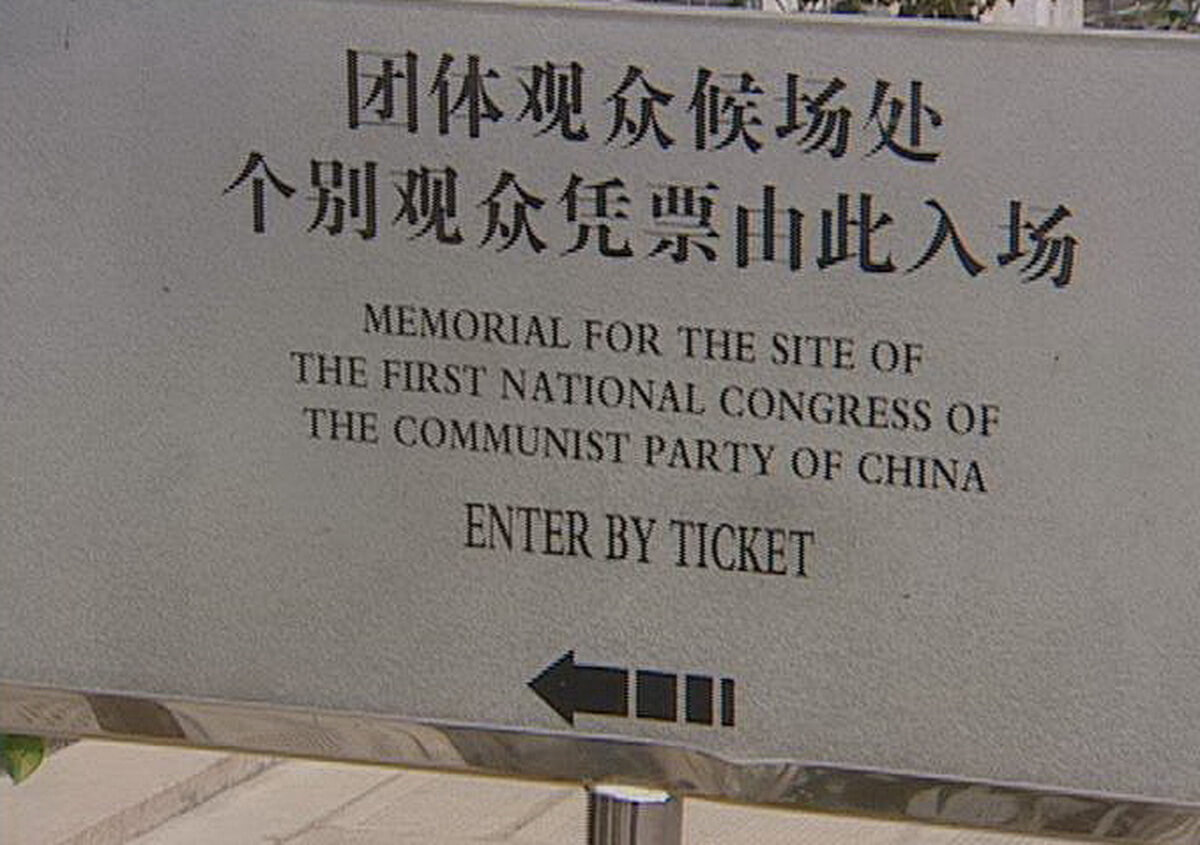 团体观众候场处
个别观众凭票由此入场
MEMORIAL FOR THE SITE OF
THE FIRST NATIONAL CONGRESS OF
THE COMMUNIST PARTY OF CHINA
ENTER BY TICKET